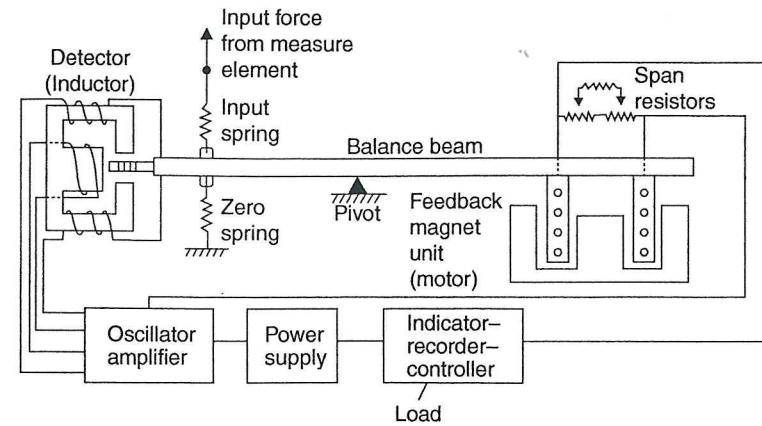 Input force
from measure
element
Detector
(Inductor)
Input
spring
Span
resistors
Balance beam
Zero
spring
Pivot
Feedback
magnet
unit
(motor)
Oscillator
amplifier
Power
supply
Indicator–
recorder–
controller
Load